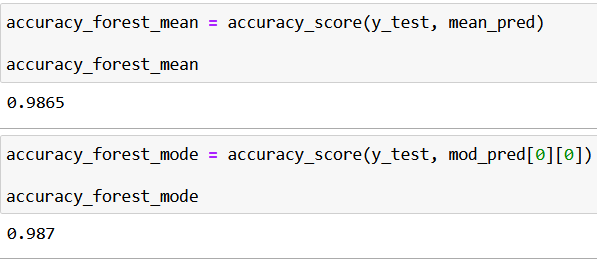 accuracy_forest_mean = accuracy_score(y_test, mean_pred)
accuracy_forest_mean
0.9865
accuracy_forest_mode = accuracy_score(y_test, mod_pred[0][0])
accuracy_forest_mode
0.987